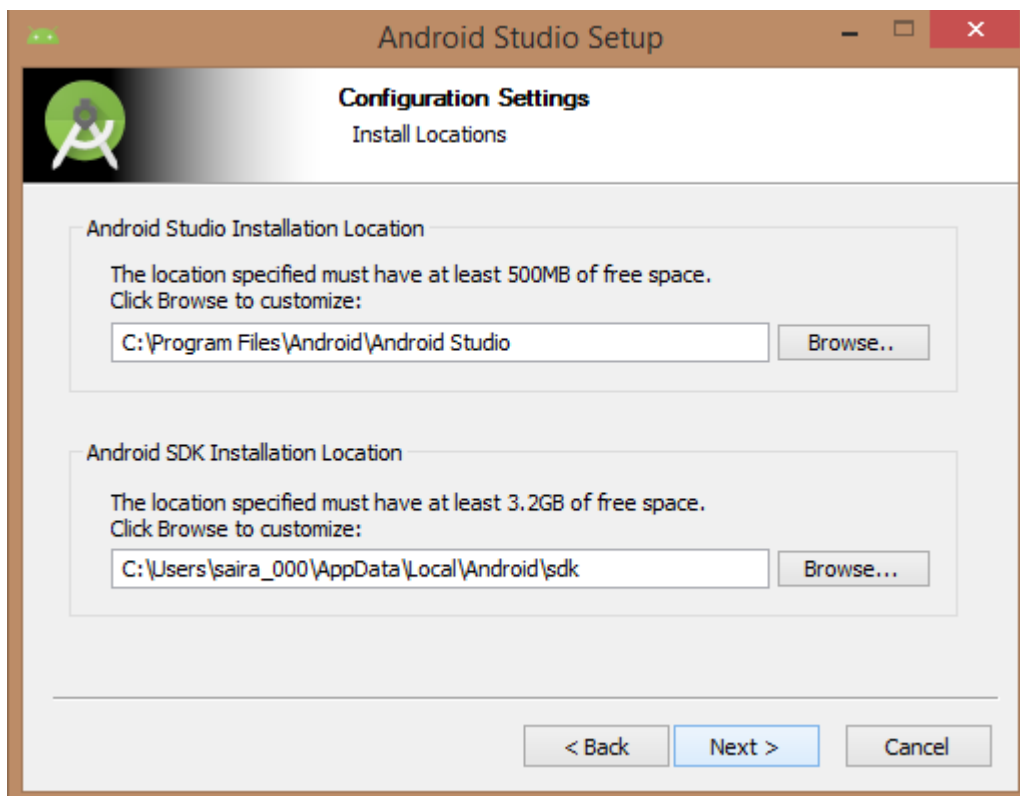 Android Studio Setup
Configuration Settings
Install Locations
Android Studio Installation Location
The location specified must have at least 500MB of free space.
Click Browse to customize:
C:\Program Files\Android\Android Studio
Browse..
Android SDK Installation Location
The location specified must have at least 3.2GB of free space.
Click Browse to customize:
C:\Users\saira_000\AppData\Local\Android\sdk
Browse...
< Back
Next >
Cancel